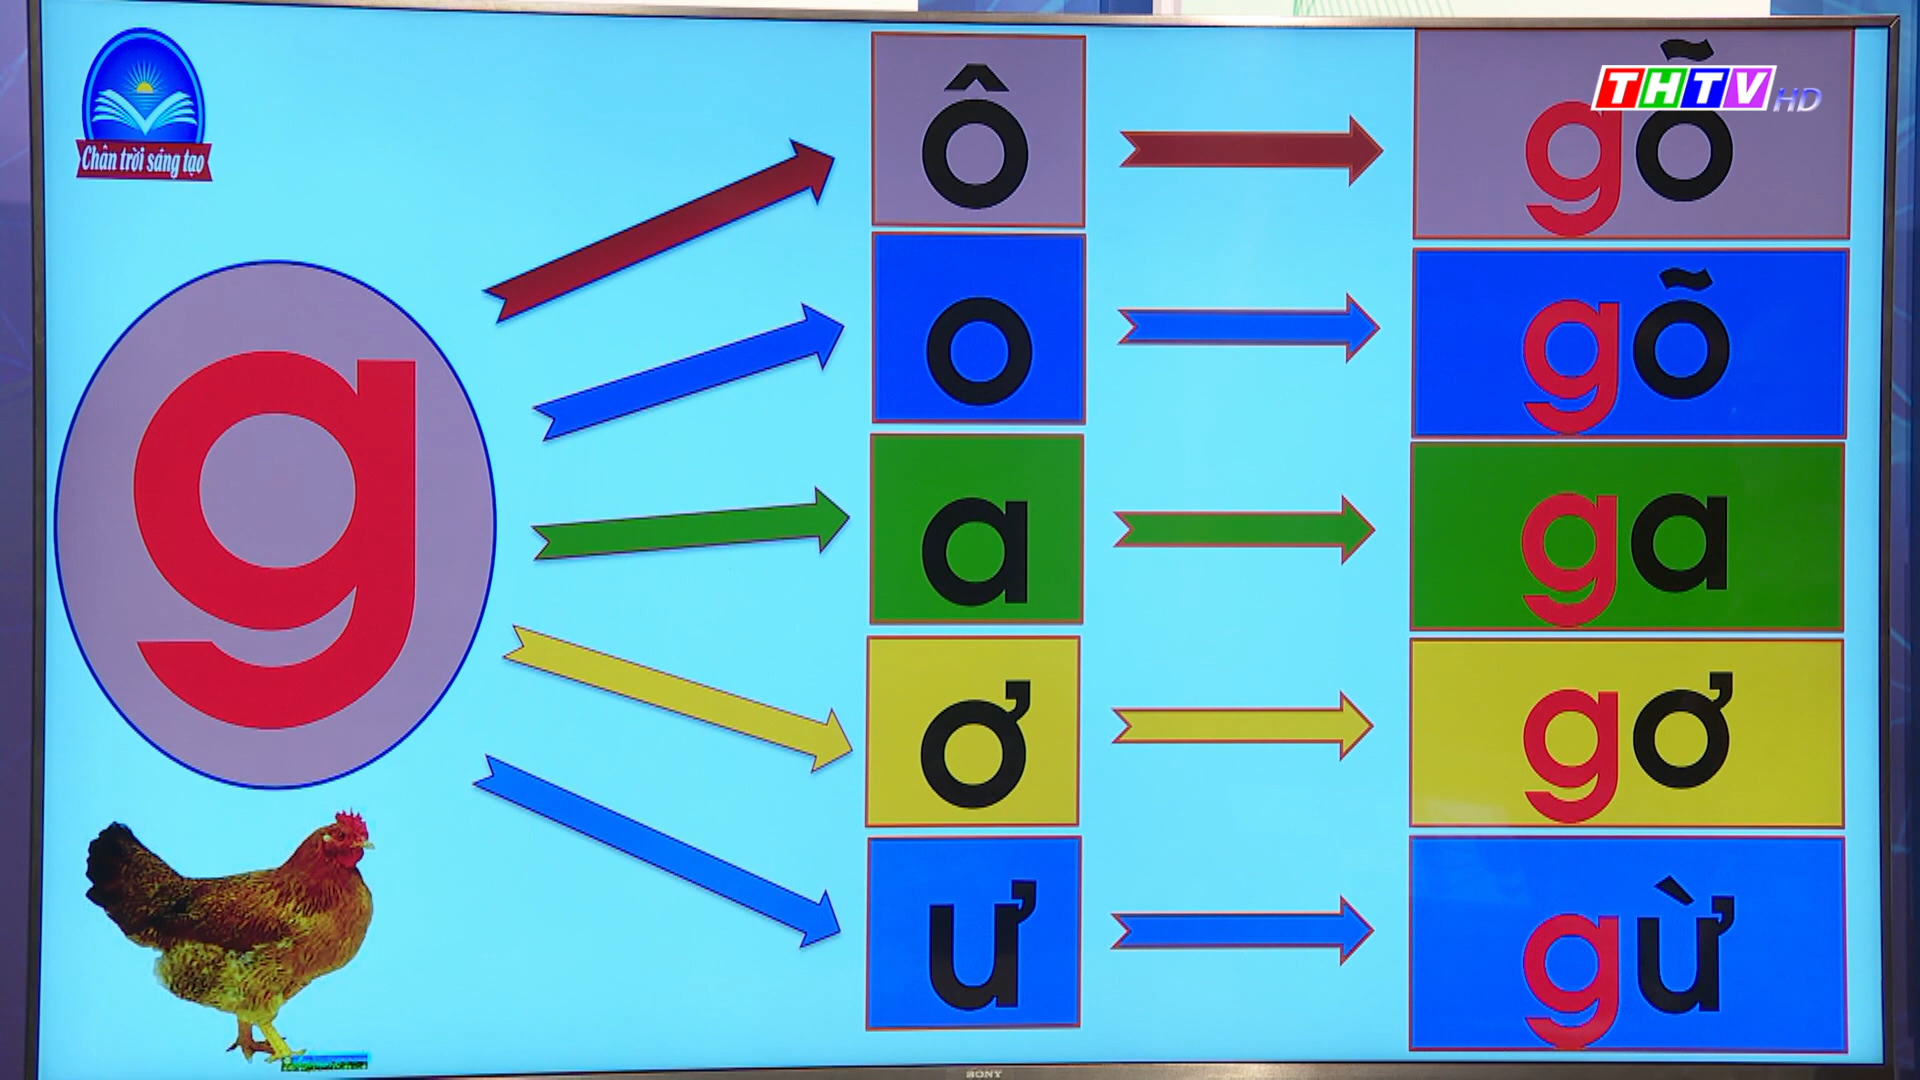 Chân trời sáng tạo
THTV HD
g
ô
gỗ
o
gõ
a
ga
ơ
gơ
ư
gừ
SONY